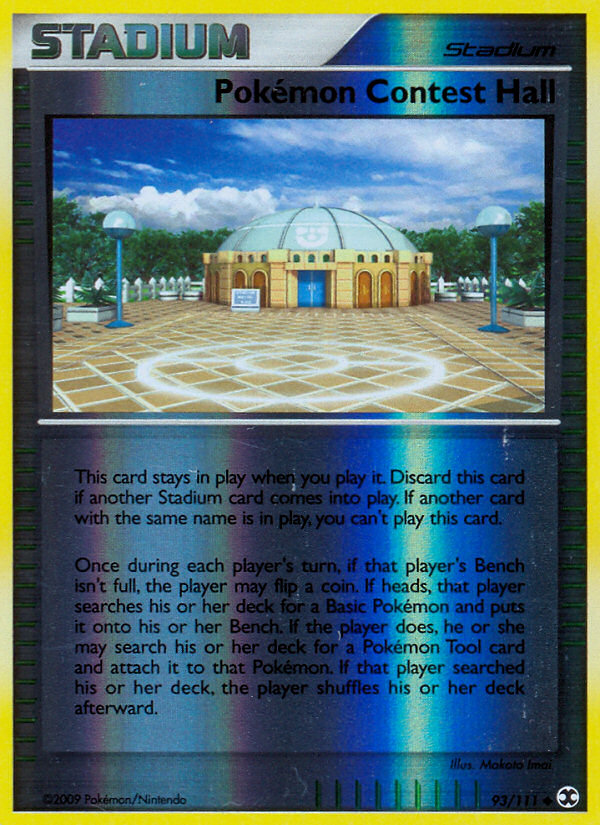 STADIUM
Stadium
Pokémon Contest Hall
This card stays in play when you play it. Discard this card
if another Stadium card comes into play. If another card
with the same name is in play, you can't play this card.
Once during each player's turn, if that player's Bench
isn't full, the player may flip a coin. If heads, that player
searches his or her deck for a Basic Pokémon and puts
it onto his or her Bench. If the player does, he or she
may search his or her deck for a Pokémon Tool card
and attach it to that Pokémon. If that player searched
his or her deck, the player shuffles his or her deck
afterward.
Illus. Makoto Imai
©2009 Pokémon/Nintendo
93/111